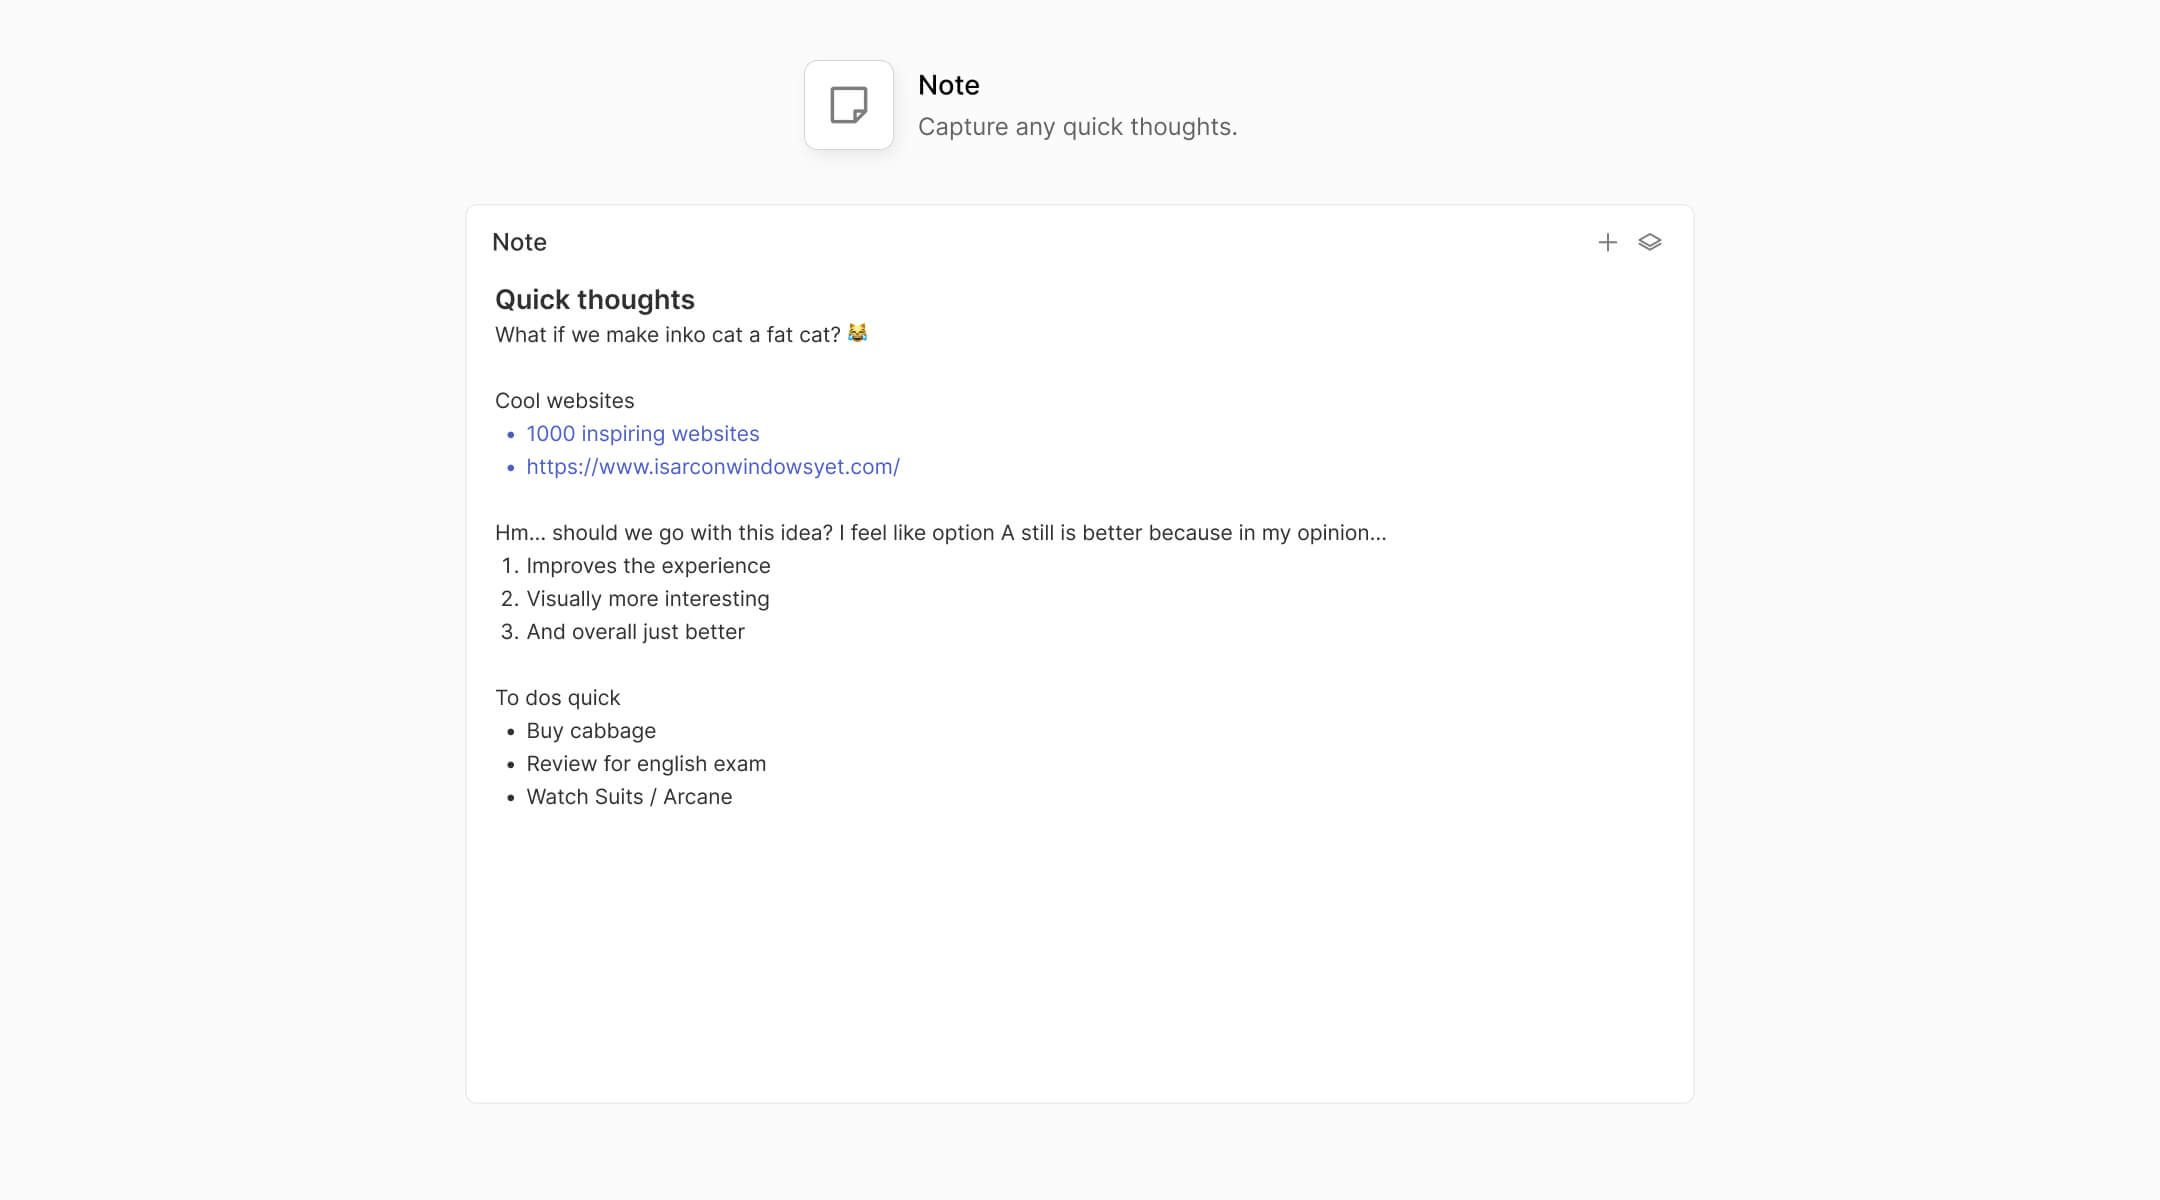 Note
Capture any quick thoughts.
Note
Quick thoughts
What if we make inko cat a fat cat? 😹
Cool websites
• 1000 inspiring websites
• https://www.isarconwindowsyet.com/
Hm... should we go with this idea? I feel like option A still is better because in my opinion...
1. Improves the experience
2. Visually more interesting
3. And overall just better
To dos quick
• Buy cabbage
• Review for english exam
• Watch Suits / Arcane